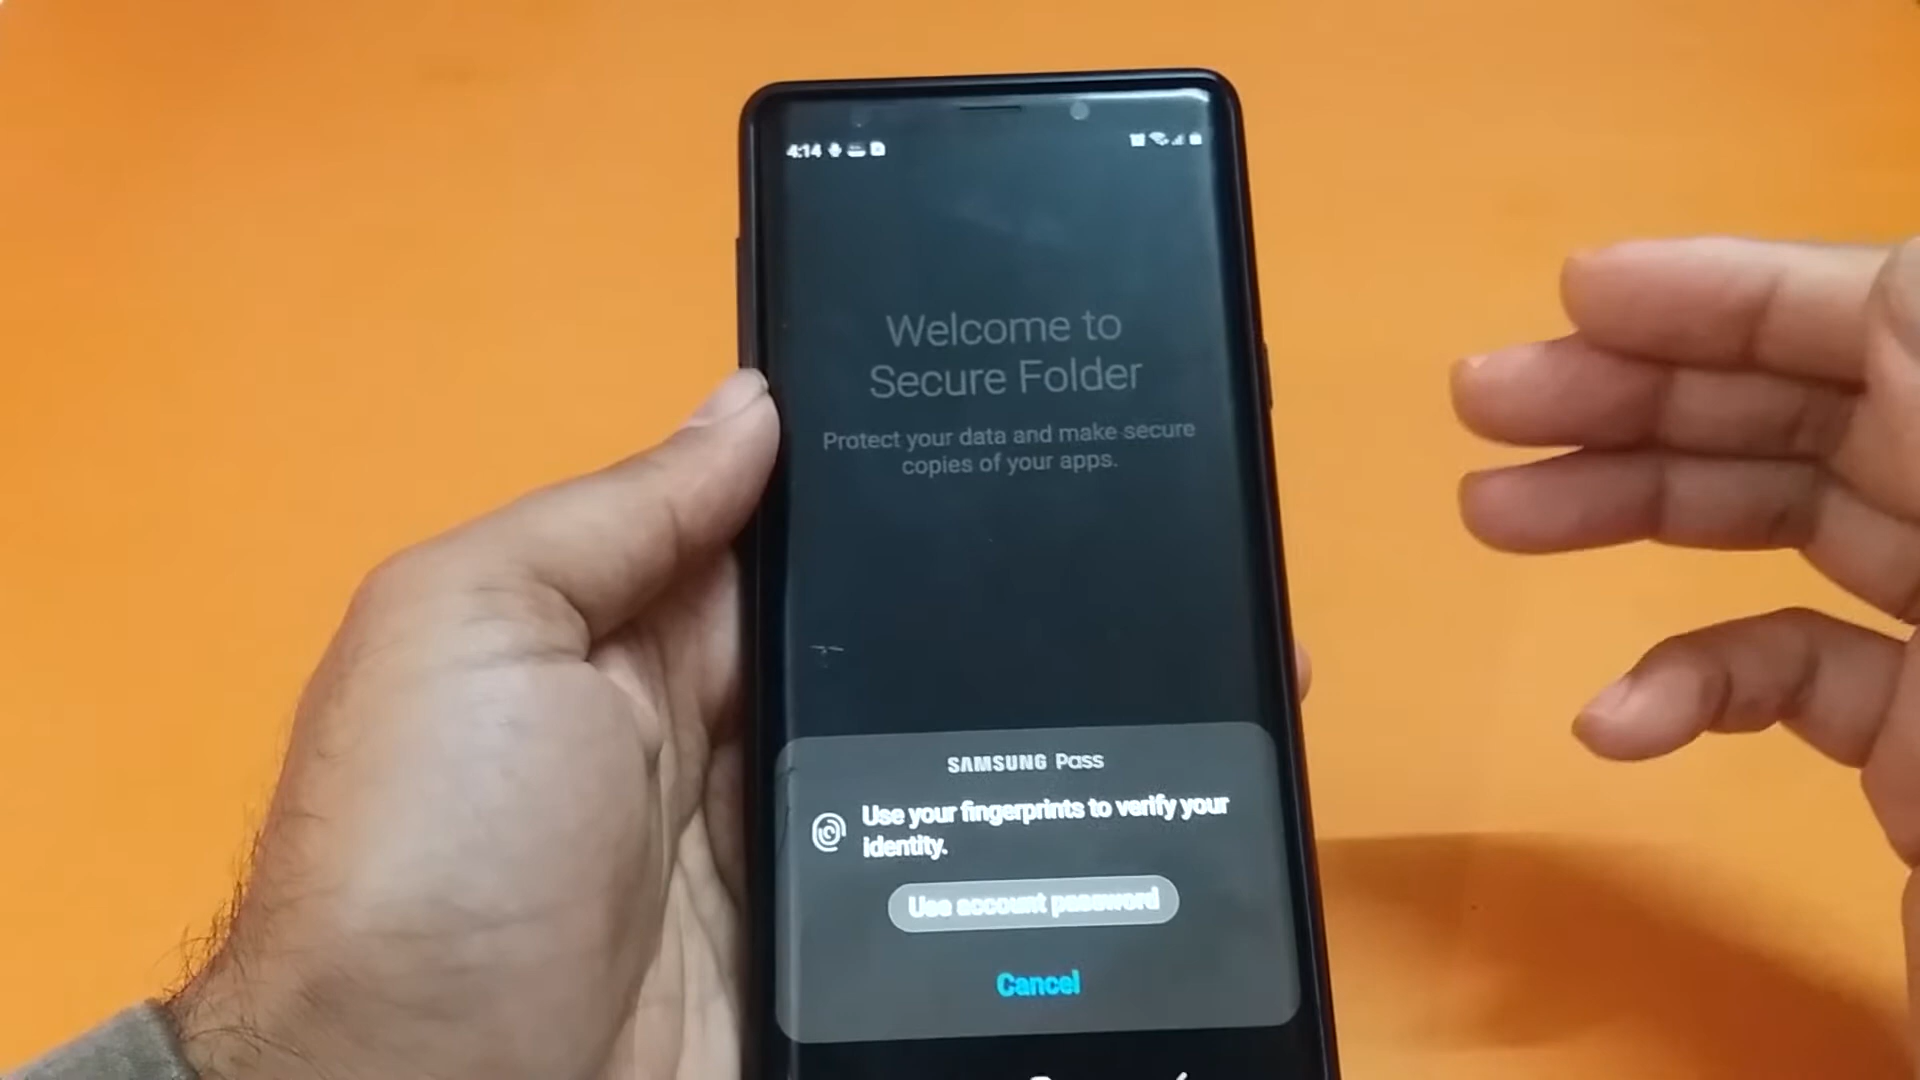 4:14
Welcome to
Secure Folder
Protect your data and make secure
copies of your apps.
SAMSUNG Pass
Use your fingerprints to verify your
identity.
Use account password
Cancel